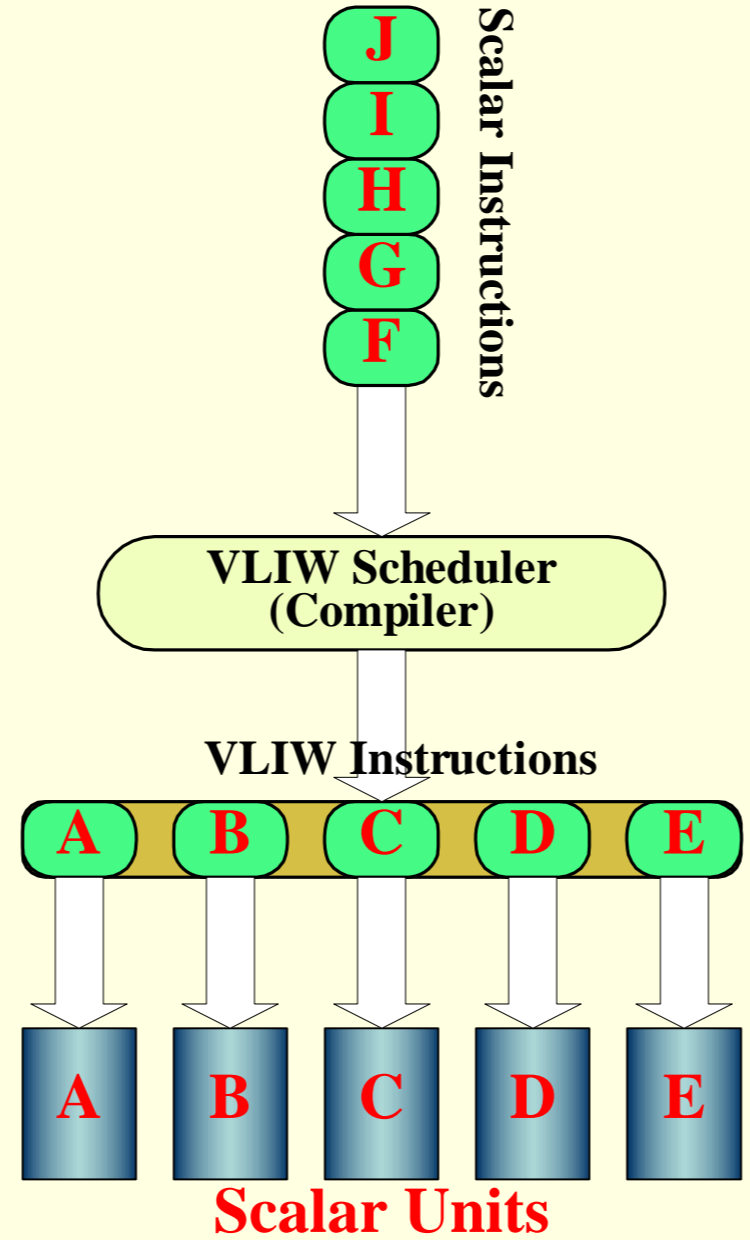 J
I
H
G
F
Scalar Instructions
VLIW Scheduler
(Compiler)
VLIW Instructions
A B C D E
A B C D E
Scalar Units